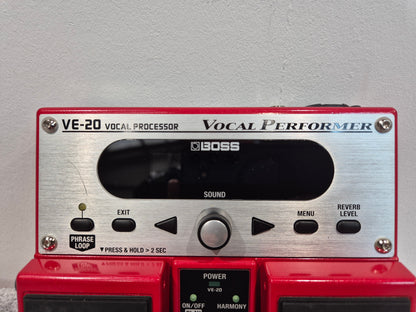 VE-20 VOCAL PROCESSOR VOCAL PERFORMER
BOSS
SOUND
EXIT MENU REVERB
LEVEL
PHRASE
LOOP
▼PRESS & HOLD > 2 SEC
POWER
VE-20
ON/OFF HARMONY